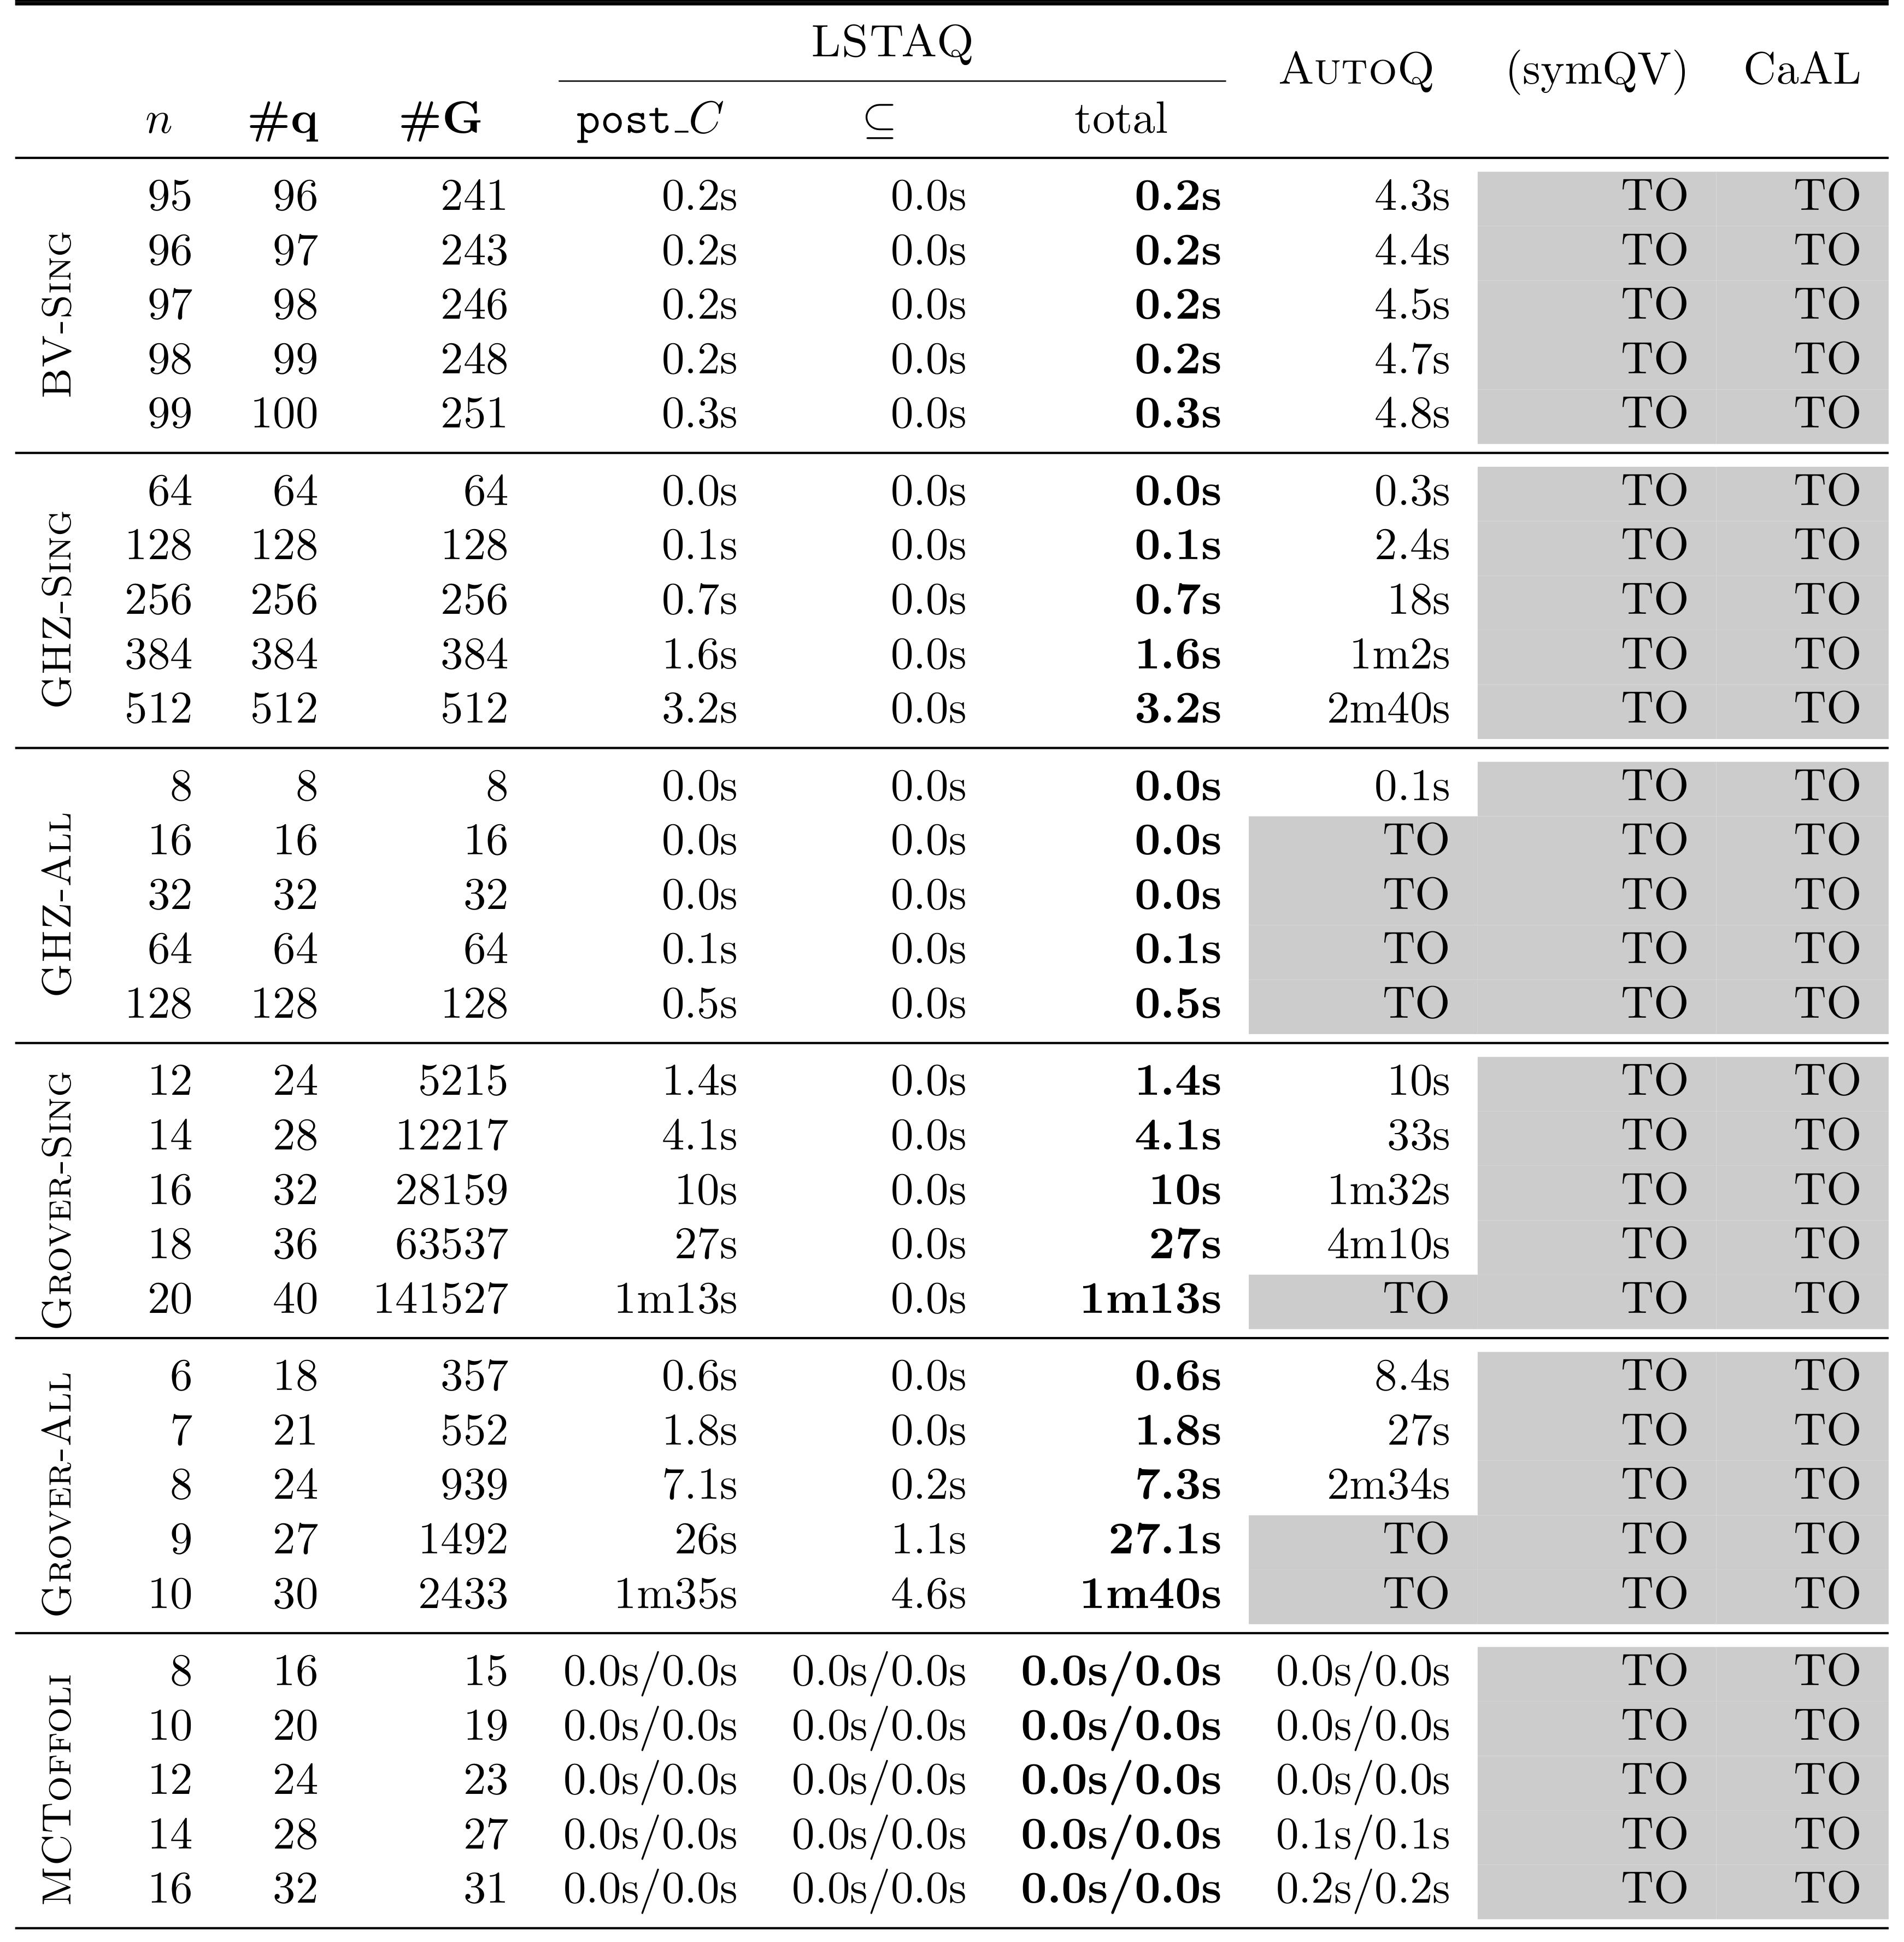 LSTAQ AUTOQ (symQV) CaAL
n #q #G post_C ⊆ total
BV-SING
95 96 241 0.2s 0.0s 0.2s 4.3s TO TO
96 97 243 0.2s 0.0s 0.2s 4.4s TO TO
97 98 246 0.2s 0.0s 0.2s 4.5s TO TO
98 99 248 0.2s 0.0s 0.2s 4.7s TO TO
99 100 251 0.3s 0.0s 0.3s 4.8s TO TO
GHZ-SING
64 64 64 0.0s 0.0s 0.0s 0.3s TO TO
128 128 128 0.1s 0.0s 0.1s 2.4s TO TO
256 256 256 0.7s 0.0s 0.7s 18s TO TO
384 384 384 1.6s 0.0s 1.6s 1m2s TO TO
512 512 512 3.2s 0.0s 3.2s 2m40s TO TO
GHZ-ALL
8 8 8 0.0s 0.0s 0.0s 0.1s TO TO
16 16 16 0.0s 0.0s 0.0s TO TO TO
32 32 32 0.0s 0.0s 0.0s TO TO TO
64 64 64 0.1s 0.0s 0.1s TO TO TO
128 128 128 0.5s 0.0s 0.5s TO TO TO
GROVER-SING
12 24 5215 1.4s 0.0s 1.4s 10s TO TO
14 28 12217 4.1s 0.0s 4.1s 33s TO TO
16 32 28159 10s 0.0s 10s 1m32s TO TO
18 36 63537 27s 0.0s 27s 4m10s TO TO
20 40 141527 1m13s 0.0s 1m13s TO TO TO
GROVER-ALL
6 18 357 0.6s 0.0s 0.6s 8.4s TO TO
7 21 552 1.8s 0.0s 1.8s 27s TO TO
8 24 939 7.1s 0.2s 7.3s 2m34s TO TO
9 27 1492 26s 1.1s 27.1s TO TO TO
10 30 2433 1m35s 4.6s 1m40s TO TO TO
MCTOFFOLI
8 16 15 0.0s/0.0s 0.0s/0.0s 0.0s/0.0s 0.0s/0.0s TO TO
10 20 19 0.0s/0.0s 0.0s/0.0s 0.0s/0.0s 0.0s/0.0s TO TO
12 24 23 0.0s/0.0s 0.0s/0.0s 0.0s/0.0s 0.0s/0.0s TO TO
14 28 27 0.0s/0.0s 0.0s/0.0s 0.0s/0.0s 0.1s/0.1s TO TO
16 32 31 0.0s/0.0s 0.0s/0.0s 0.0s/0.0s 0.2s/0.2s TO TO